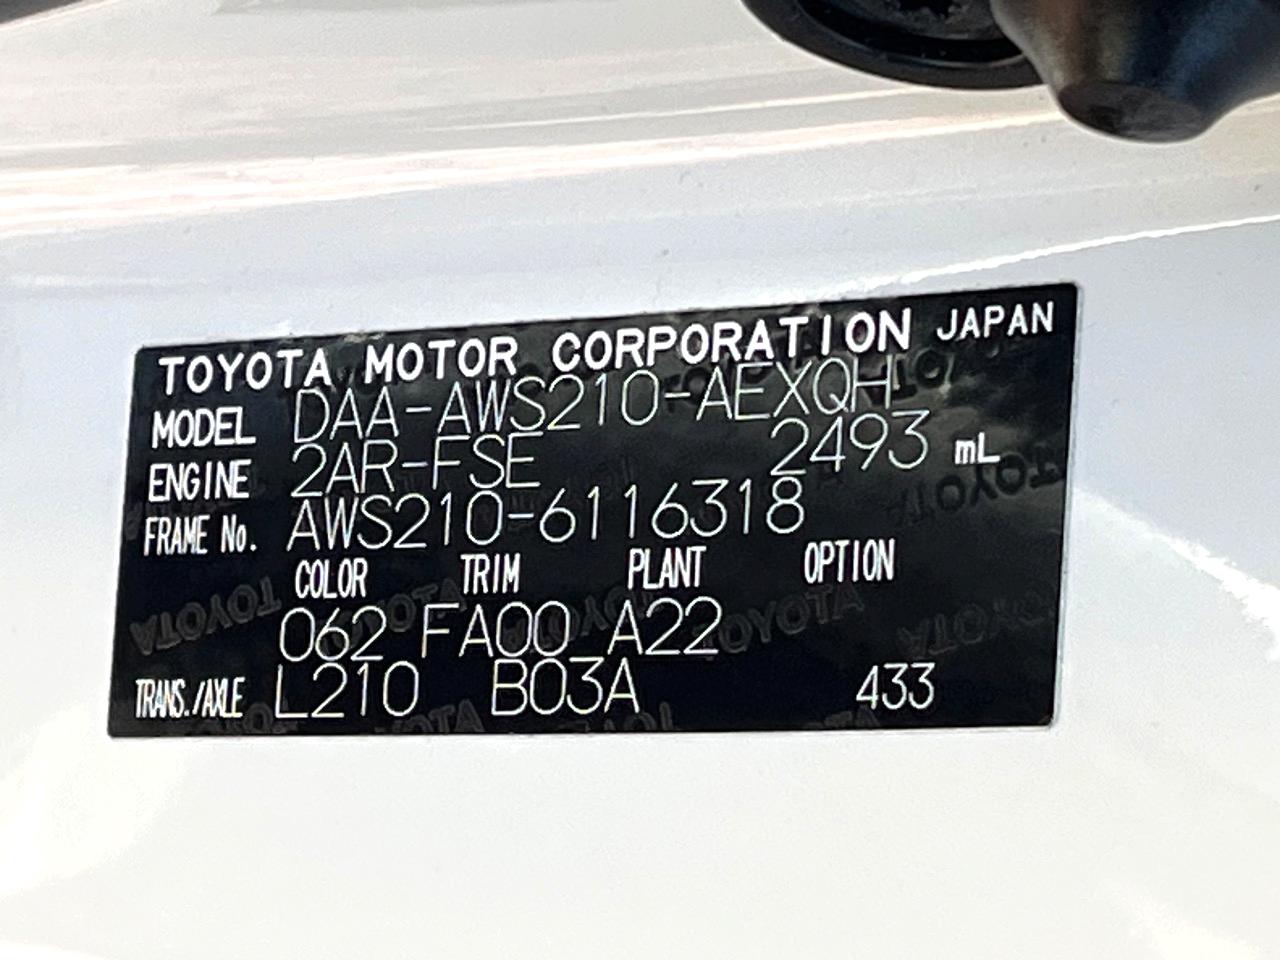 TOYOTA MOTOR CORPORATION JAPAN
MODEL DAA-AWS210-AEXQH
ENGINE 2AR-FSE 2493 mL
FRAME No. AWS210-6116318
COLOR TRIM PLANT OPTION
062 FA00 A22
TRANS./AXLE L210 B03A 433